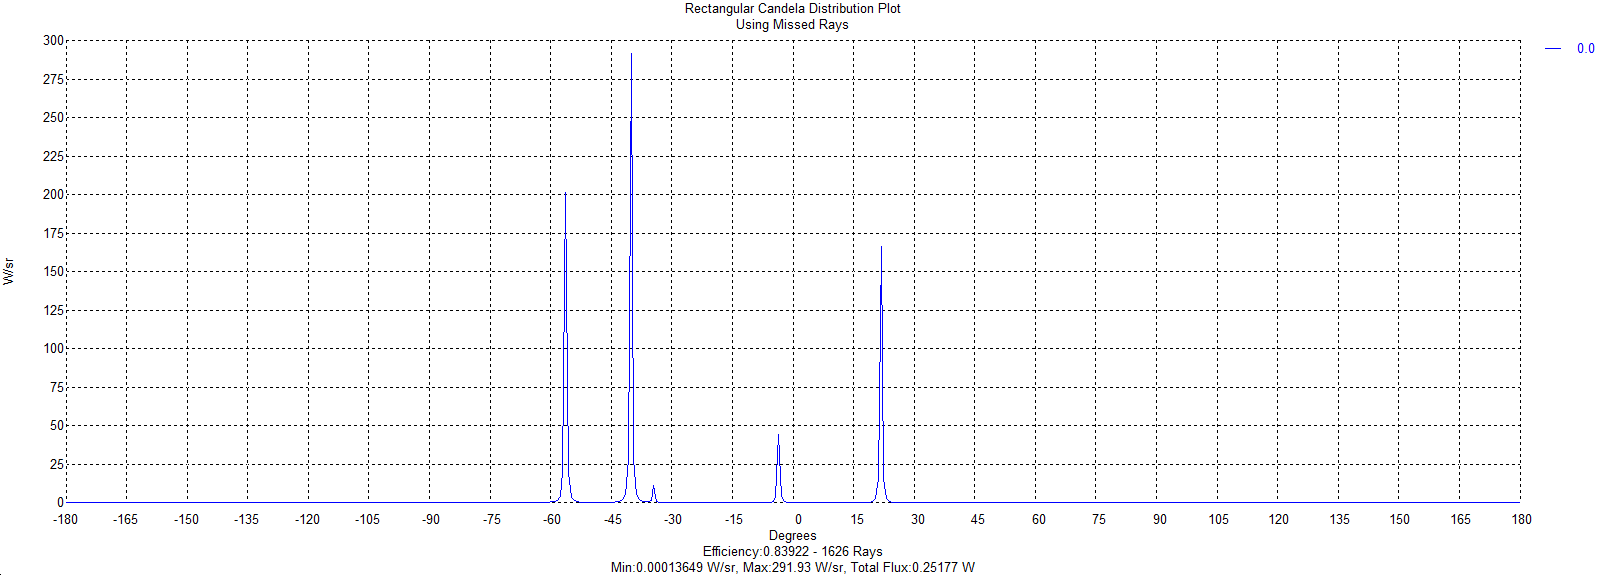 Rectangular Candela Distribution Plot
Using Missed Rays
300
275
250
225
200
175
150
125
100
75
50
25
0
W/sr
-180 -165 -150 -135 -120 -105 -90 -75 -60 -45 -30 -15 0 15 30 45 60 75 90 105 120 135 150 165 180
Degrees
Efficiency:0.83922 - 1626 Rays
Min:0.00013649 W/sr, Max:291.93 W/sr, Total Flux:0.25177 W
0.0